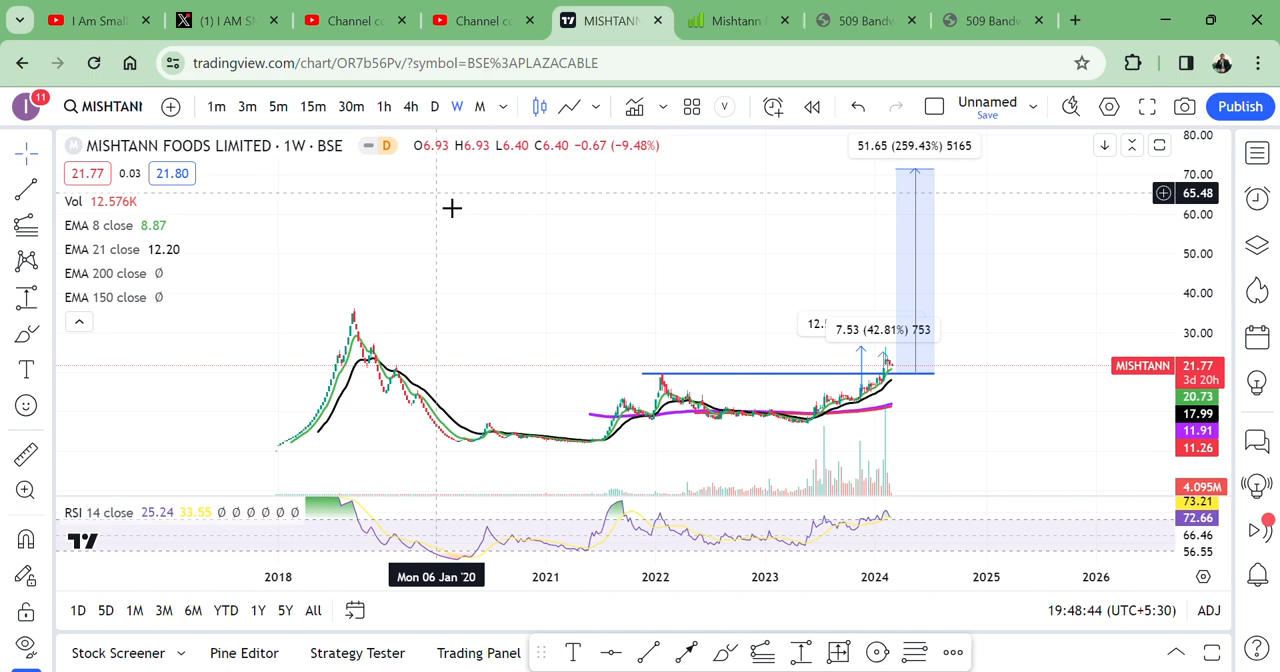 I Am Small
(1) I AM SM
Channel co
Channel co
MISHTANN
Mishtann
509 Bandw
509 Bandw
tradingview.com/chart/OR7b56Pv/?symbol=BSE%3APLAZACABLE
11
MISHTANI
1m 3m 5m 15m 30m 1h 4h D W M
V
Unnamed
Save
Publish
M MISHTANN FOODS LIMITED · 1W · BSE D O6.93 H6.93 L6.40 C6.40 −0.67 (−9.48%)
21.77 0.03 21.80
Vol 12.576K
EMA 8 close 8.87
EMA 21 close 12.20
EMA 200 close Ø
EMA 150 close Ø
51.65 (259.43%) 5165
7.53 (42.81%) 753
80.00
70.00
65.48
60.00
50.00
40.00
30.00
MISHTANN 21.77
3d 20h
20.73
17.99
11.91
11.26
4.095M
73.21
72.66
66.46
56.55
RSI 14 close 25.24 33.55 Ø Ø Ø Ø Ø
2018 Mon 06 Jan '20 2021 2022 2023 2024 2025 2026
1D 5D 1M 3M 6M YTD 1Y 5Y All
19:48:44 (UTC+5:30) ADJ
Stock Screener Pine Editor Strategy Tester Trading Panel